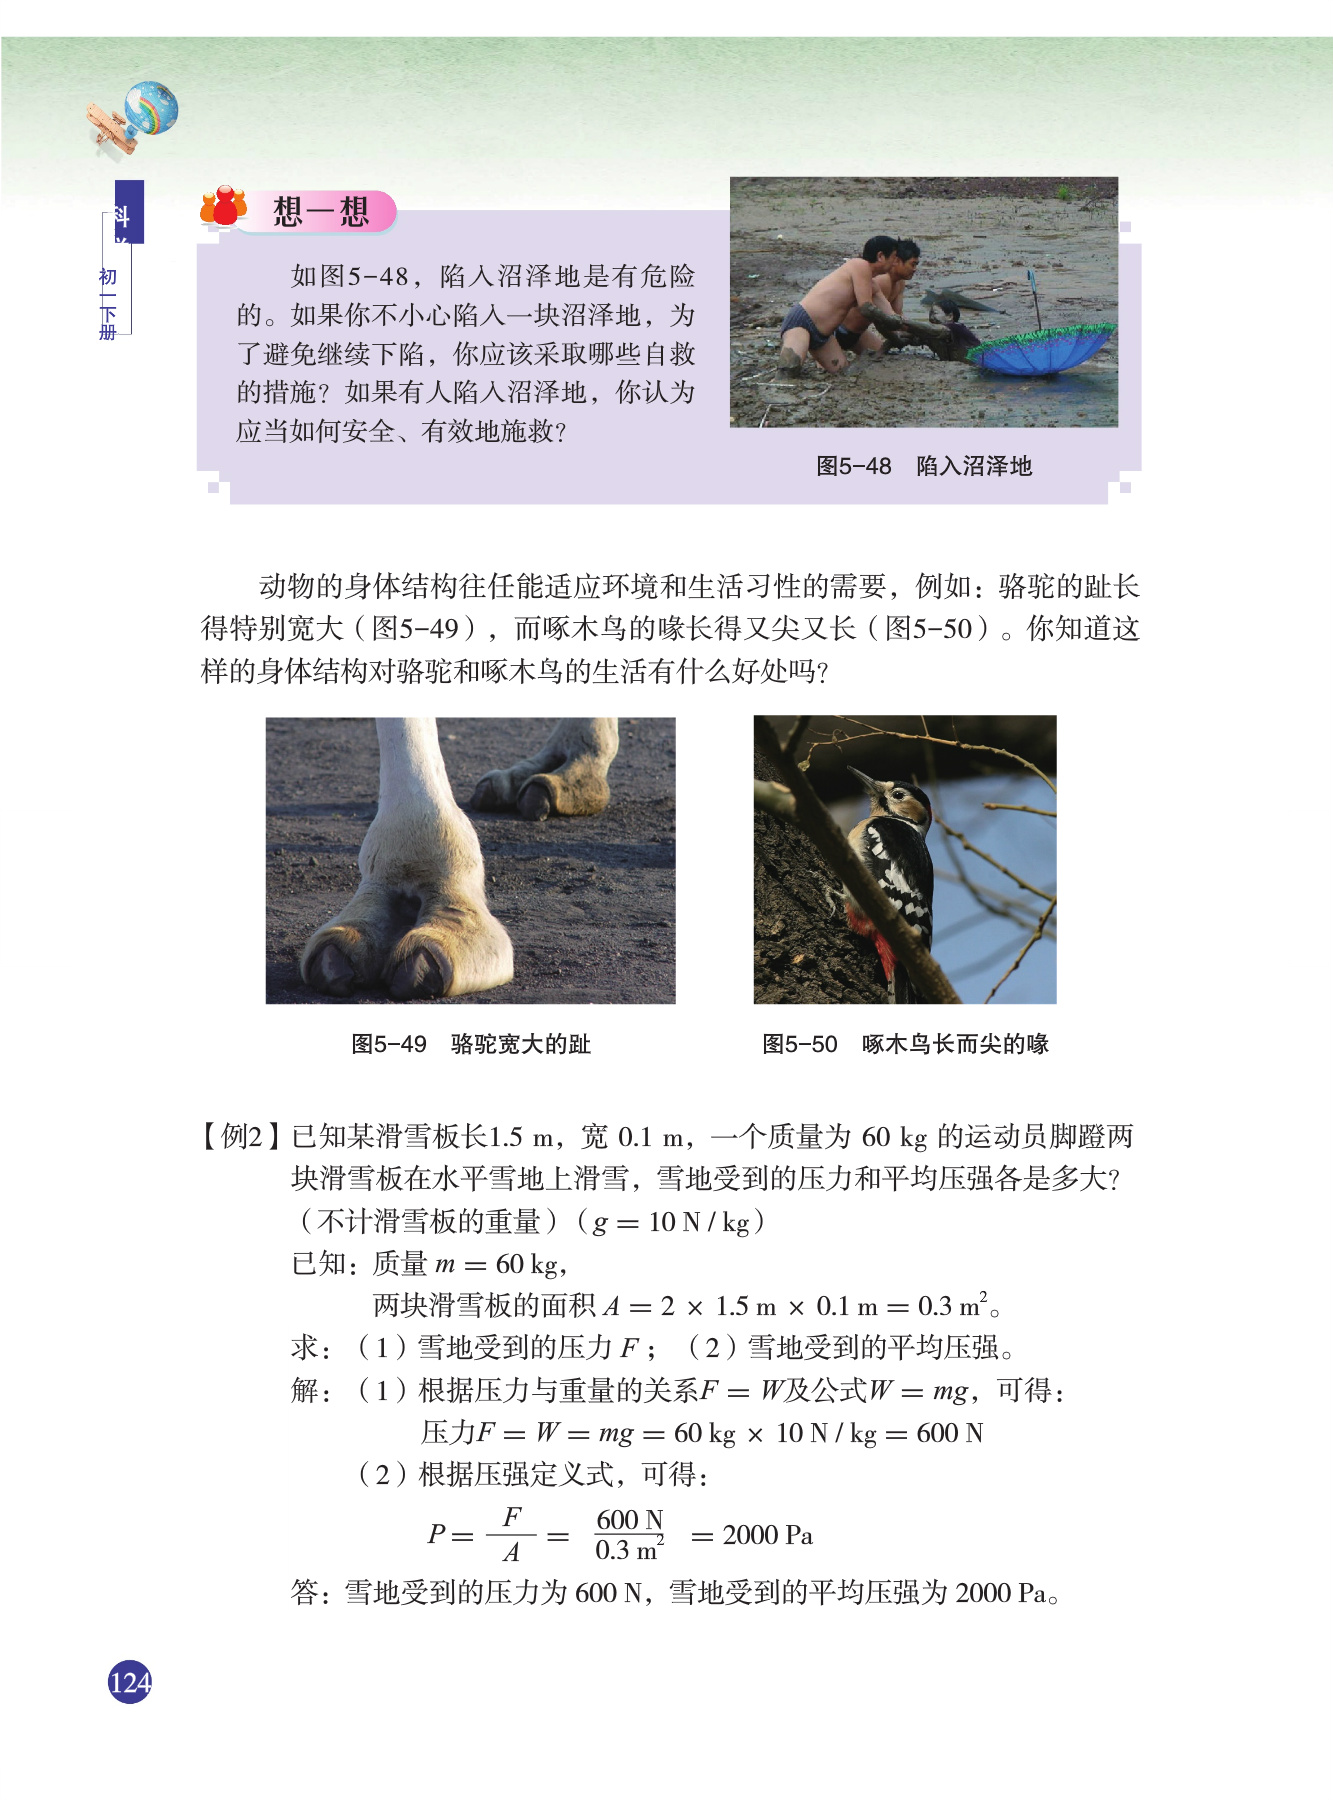 科
初一下册
想一想
如图5-48，陷入沼泽地是有危险
的。如果你不小心陷入一块沼泽地，为
了避免继续下陷，你应该采取哪些自救
的措施？如果有人陷入沼泽地，你认为
应当如何安全、有效地施救？
图5-48 陷入沼泽地
动物的身体结构往任能适应环境和生活习性的需要，例如：骆驼的趾长
得特别宽大（图5-49），而啄木鸟的喙长得又尖又长（图5-50）。你知道这
样的身体结构对骆驼和啄木鸟的生活有什么好处吗？
图5-49 骆驼宽大的趾
图5-50 啄木鸟长而尖的喙
【例2】已知某滑雪板长1.5 m，宽 0.1 m，一个质量为 60 kg 的运动员脚蹬两
块滑雪板在水平雪地上滑雪，雪地受到的压力和平均压强各是多大？
（不计滑雪板的重量）（g = 10 N / kg）
已知：质量 m = 60 kg，
两块滑雪板的面积 A = 2 × 1.5 m × 0.1 m = 0.3 m²。
求：（1）雪地受到的压力 F ；（2）雪地受到的平均压强。
解：（1）根据压力与重量的关系F = W及公式W = mg，可得：
压力F = W = mg = 60 kg × 10 N / kg = 600 N
（2）根据压强定义式，可得：
P = F / A = 600 N / 0.3 m² = 2000 Pa
答：雪地受到的压力为 600 N，雪地受到的平均压强为 2000 Pa。
124